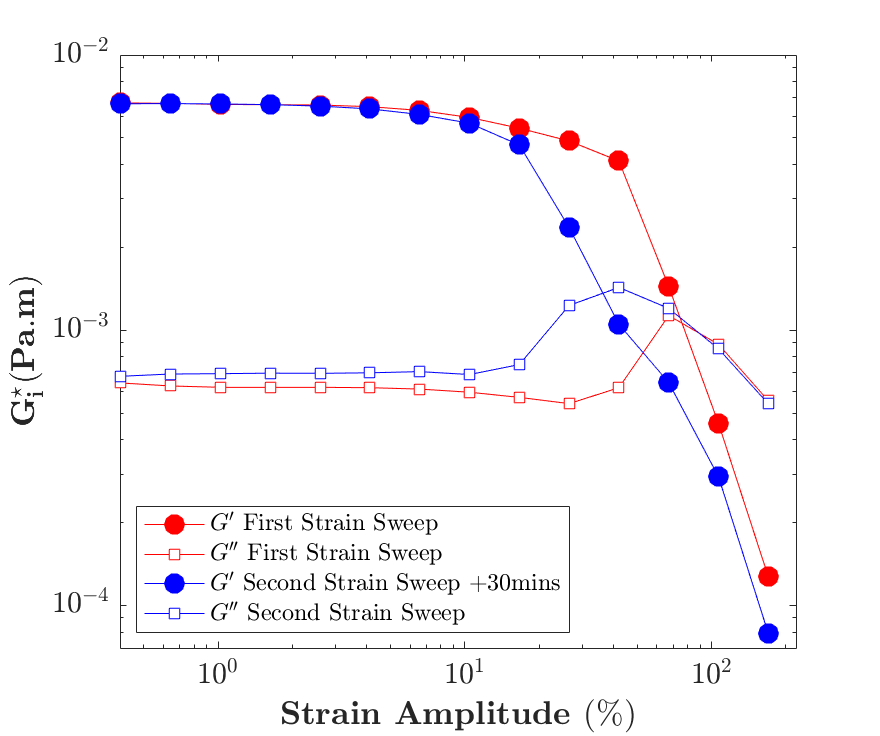 10⁻²
10⁻³
10⁻⁴
G⋆i(Pa.m)
G′ First Strain Sweep
G″ First Strain Sweep
G′ Second Strain Sweep +30mins
G″ Second Strain Sweep
10⁰ 10¹ 10²
Strain Amplitude (%)